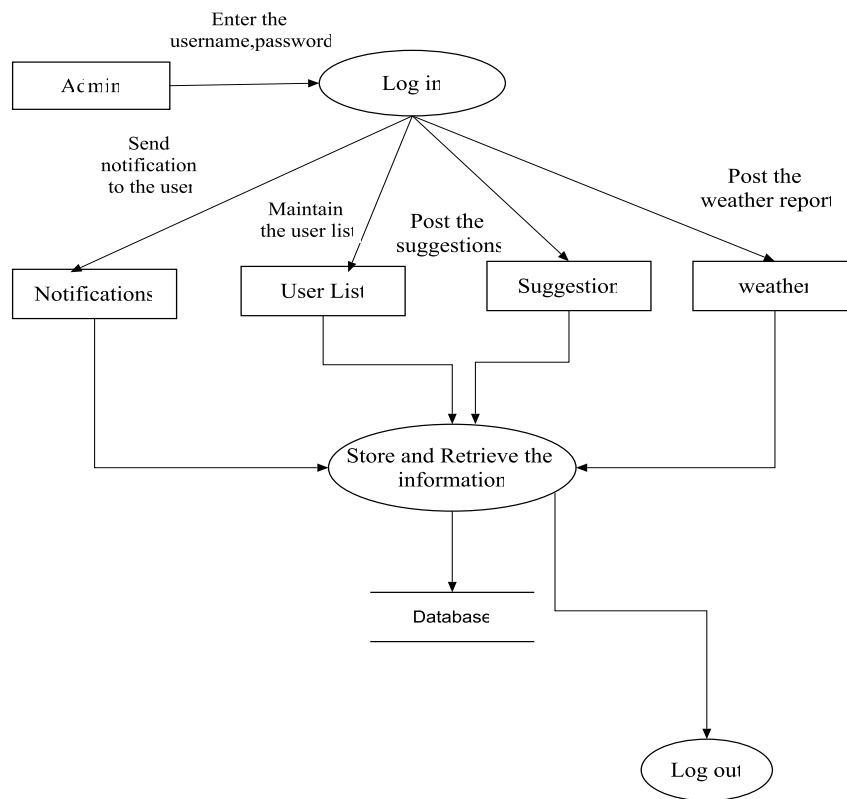 Enter the
username,password
Admin
Log in
Send
notification
to the user
Maintain
the user list
Post the
suggestions
Post the
weather report
Notifications
User List
Suggestion
weather
Store and Retrieve the
information
Database
Log out